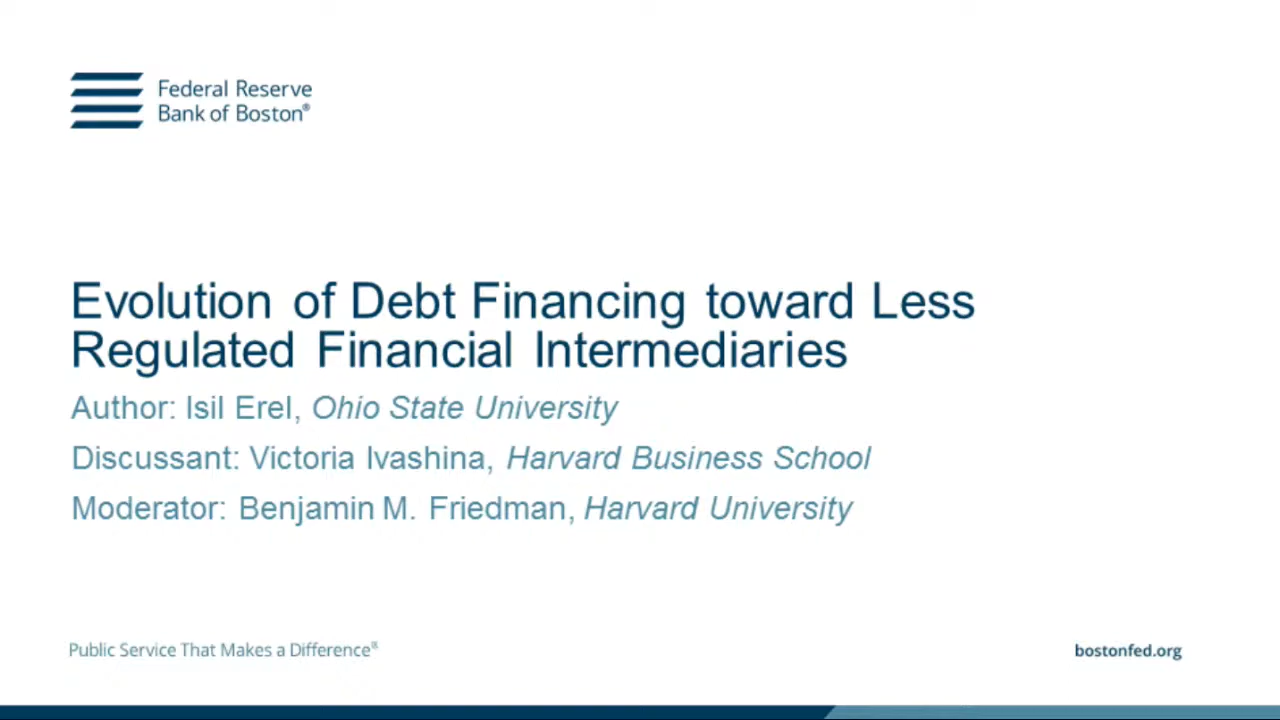 Federal Reserve
Bank of Boston®
Evolution of Debt Financing toward Less
Regulated Financial Intermediaries
Author: Isil Erel, Ohio State University
Discussant: Victoria Ivashina, Harvard Business School
Moderator: Benjamin M. Friedman, Harvard University
Public Service That Makes a Difference®
bostonfed.org